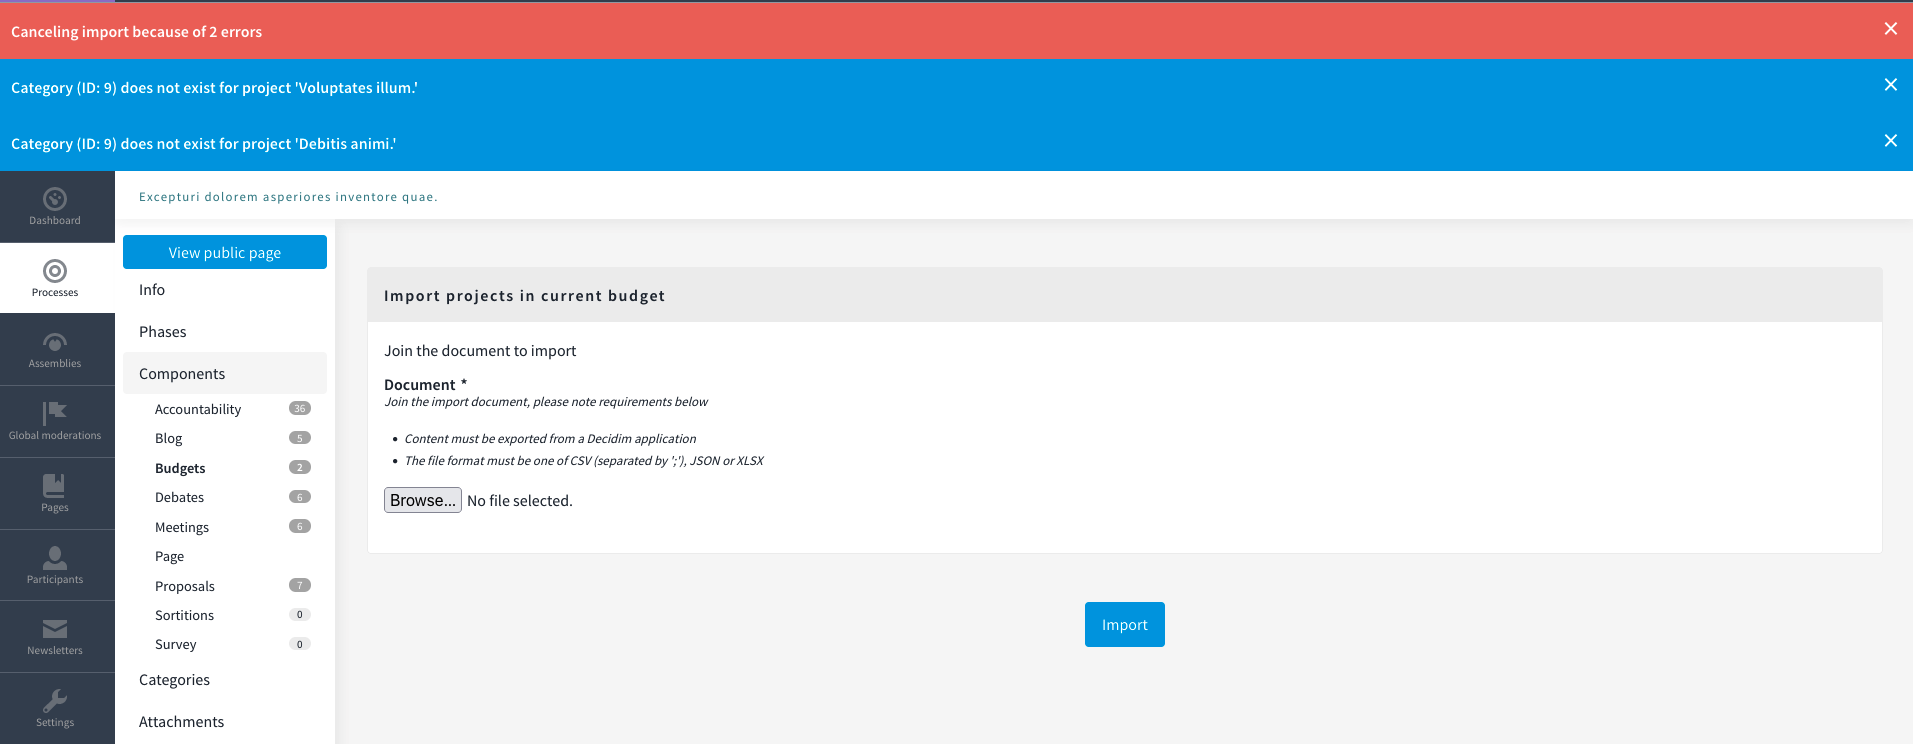 Canceling import because of 2 errors
Category (ID: 9) does not exist for project 'Voluptates illum.'
Category (ID: 9) does not exist for project 'Debitis animi.'
Dashboard
Processes
Assemblies
Global moderations
Pages
Participants
Newsletters
Settings
Excepturi dolorem asperiores inventore quae.
View public page
Info
Phases
Components
Accountability 36
Blog 5
Budgets 2
Debates 6
Meetings 6
Page
Proposals 7
Sortitions 0
Survey 0
Categories
Attachments
Import projects in current budget
Join the document to import
Document *
Join the import document, please note requirements below
• Content must be exported from a Decidim application
• The file format must be one of CSV (separated by ';'), JSON or XLSX
Browse... No file selected.
Import